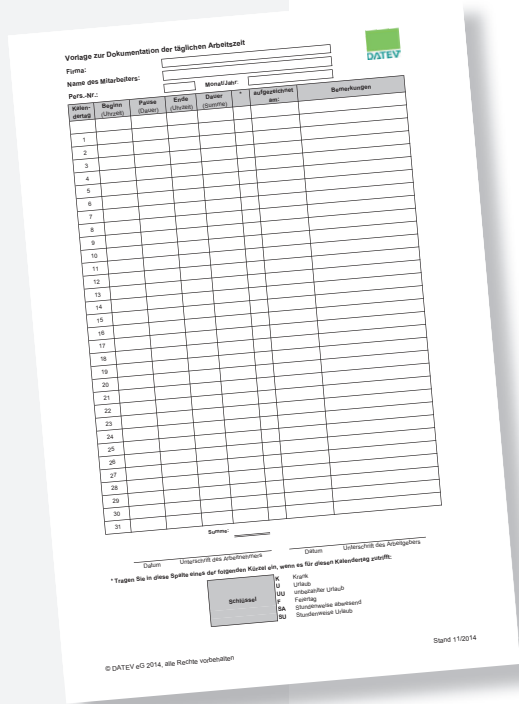 Vorlage zur Dokumentation der täglichen Arbeitszeit
DATEV
Firma:
Name des Mitarbeiters:
Pers.-Nr.: Monat/Jahr:
Kalen-dertag Beginn (Uhrzeit) Pause (Dauer) Ende (Uhrzeit) Dauer (Summe) * aufgezeichnet am: Bemerkungen
1
2
3
4
5
6
7
8
9
10
11
12
13
14
15
16
17
18
19
20
21
22
23
24
25
26
27
28
29
30
31
Summe:
Datum Unterschrift des Arbeitnehmers Datum Unterschrift des Arbeitgebers
* Tragen Sie in diese Spalte eines der folgenden Kürzel ein, wenn es für diesen Kalendertag zutrifft:
Schlüssel
K Krank
U Urlaub
UU unbezahlter Urlaub
F Feiertag
SA Stundenweise abwesend
SU Stundenweise Urlaub
© DATEV eG 2014, alle Rechte vorbehalten
Stand 11/2014